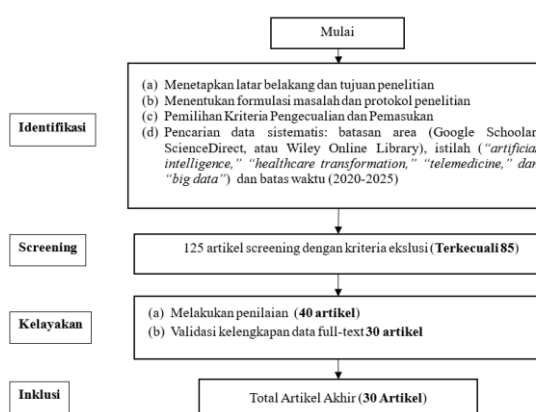 Mulai
Identifikasi
(a) Menetapkan latar belakang dan tujuan penelitian
(b) Menentukan formulasi masalah dan protokol penelitian
(c) Pemilihan Kriteria Pengecualian dan Pemasukan
(d) Pencarian data sistematis: batasan area (Google Schoolar
ScienceDirect, atau Wiley Online Library), istilah (“artificial
intelligence,” “healthcare transformation,” “telemedicine,” dan
“big data”) dan batas waktu (2020-2025)
Screening
125 artikel screening dengan kriteria ekslusi (Terkecuali 85)
Kelayakan
(a) Melakukan penilaian (40 artikel)
(b) Validasi kelengkapan data full-text 30 artikel
Inklusi
Total Artikel Akhir (30 Artikel)